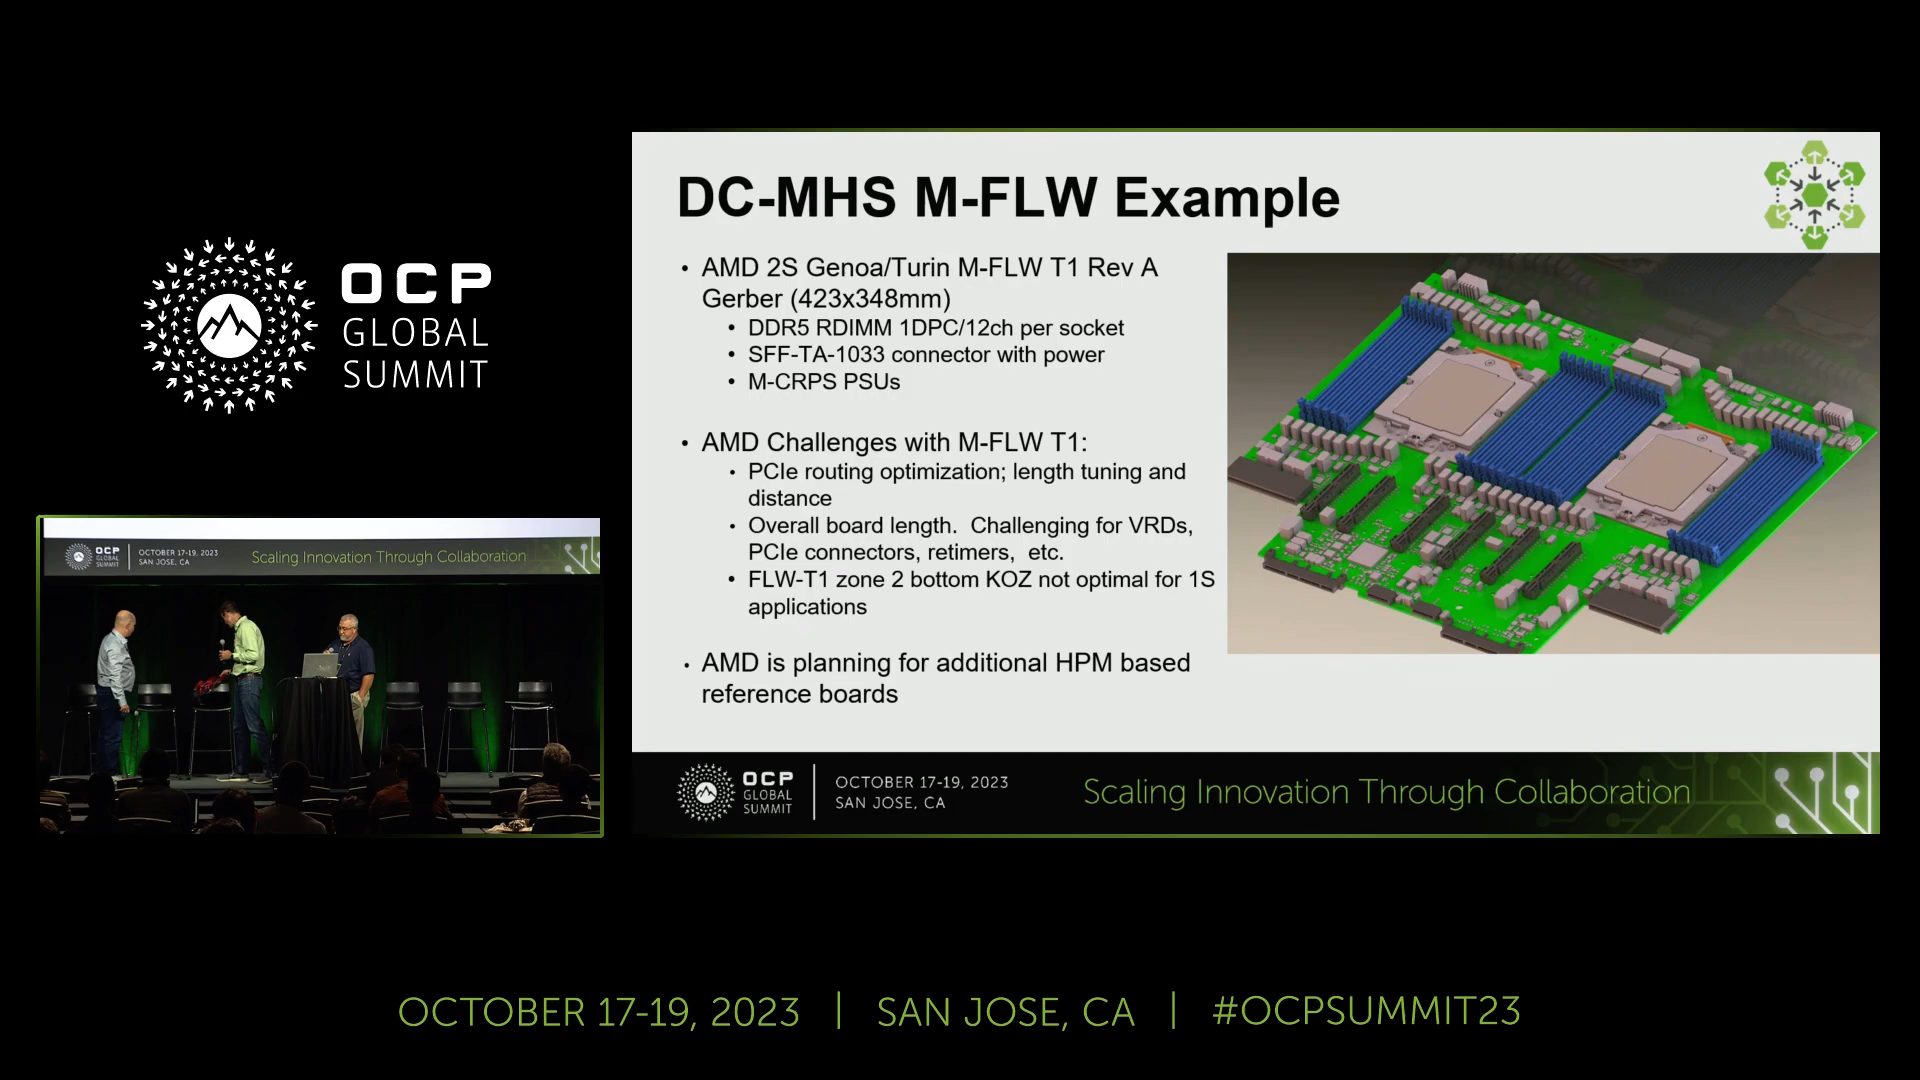 OCP
GLOBAL
SUMMIT
OCP
GLOBAL
SUMMIT
OCTOBER 17-19, 2023
SAN JOSE, CA
Scaling Innovation Through Collaboration
DC-MHS M-FLW Example
• AMD 2S Genoa/Turin M-FLW T1 Rev A
Gerber (423x348mm)
• DDR5 RDIMM 1DPC/12ch per socket
• SFF-TA-1033 connector with power
• M-CRPS PSUs
• AMD Challenges with M-FLW T1:
• PCIe routing optimization; length tuning and
distance
• Overall board length.  Challenging for VRDs,
PCIe connectors, retimers,  etc.
• FLW-T1 zone 2 bottom KOZ not optimal for 1S
applications
• AMD is planning for additional HPM based
reference boards
OCP
GLOBAL
SUMMIT
OCTOBER 17-19, 2023
SAN JOSE, CA
Scaling Innovation Through Collaboration
OCTOBER 17-19, 2023 | SAN JOSE, CA | #OCPSUMMIT23